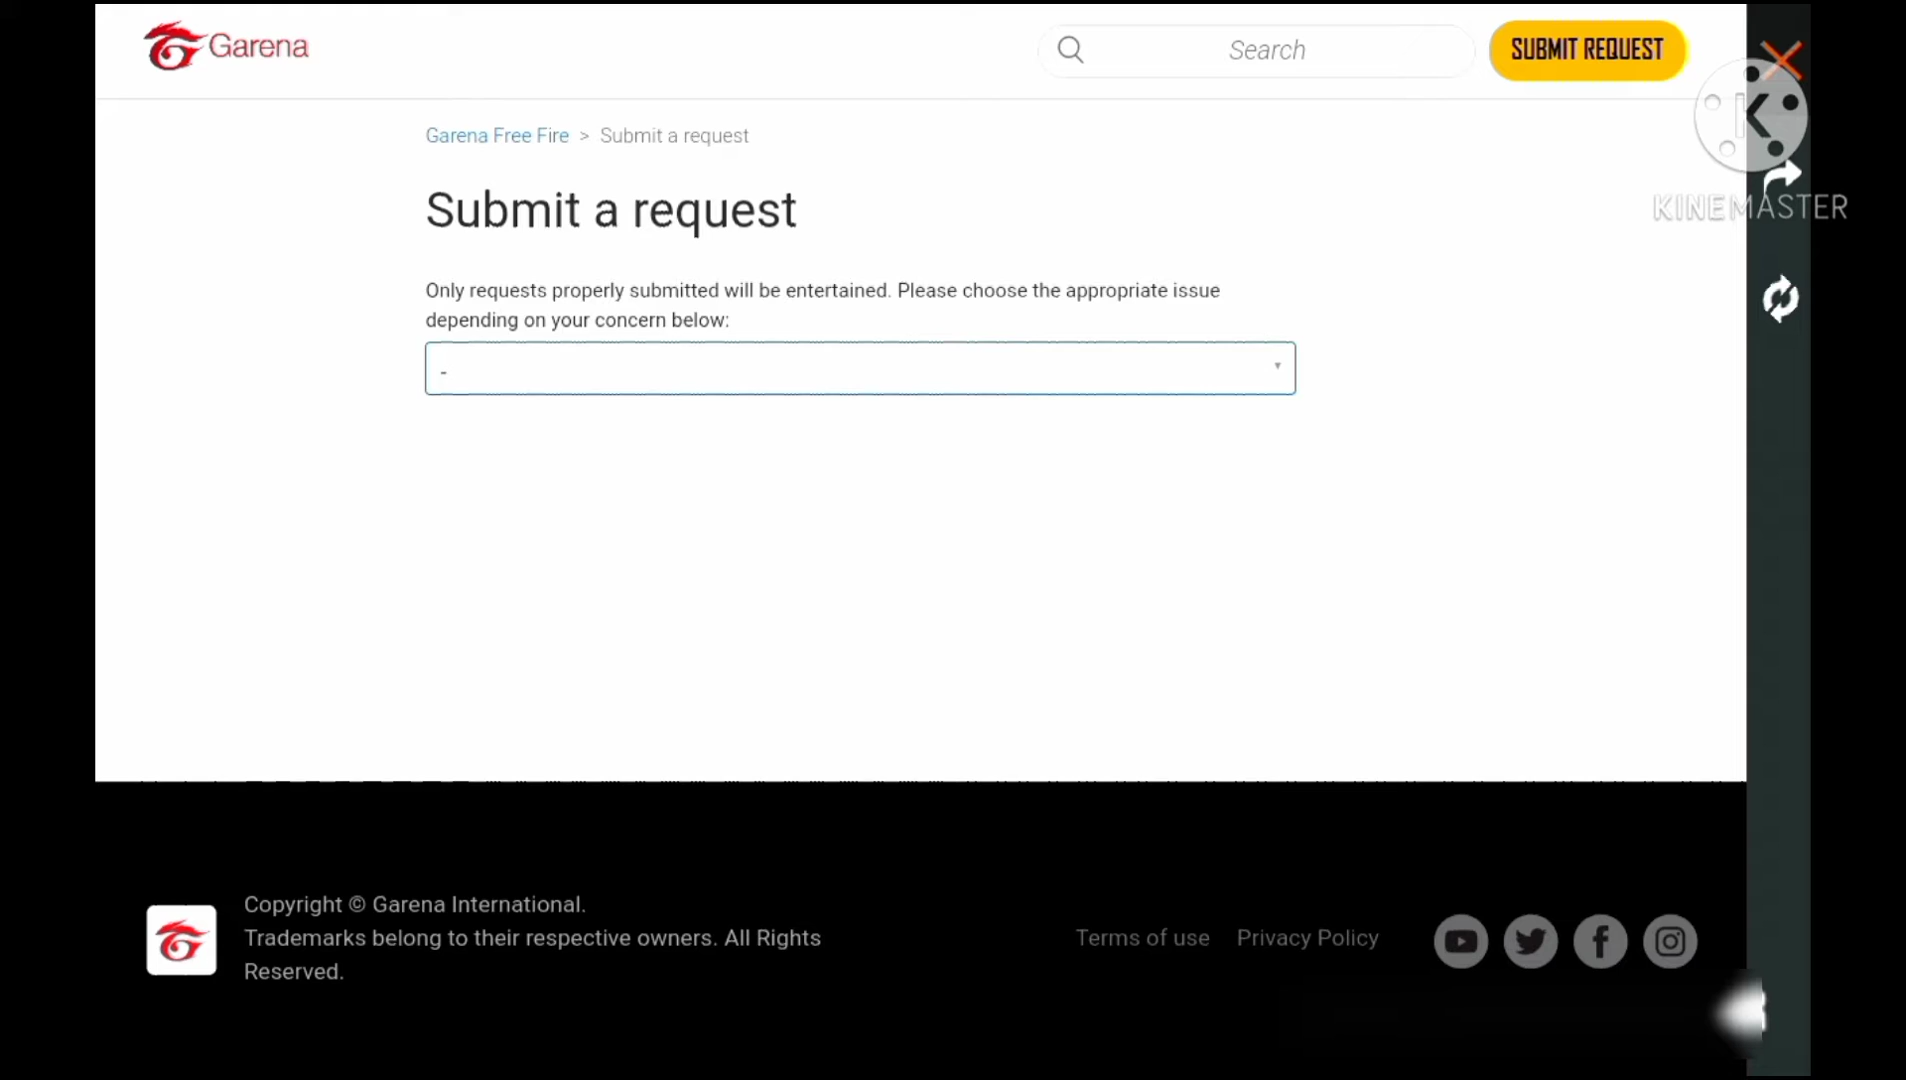 Garena
Search
SUBMIT REQUEST
KINEMASTER
Garena Free Fire > Submit a request
Submit a request
Only requests properly submitted will be entertained. Please choose the appropriate issue
depending on your concern below:
-
Copyright © Garena International.
Trademarks belong to their respective owners. All Rights
Reserved.
Terms of use
Privacy Policy